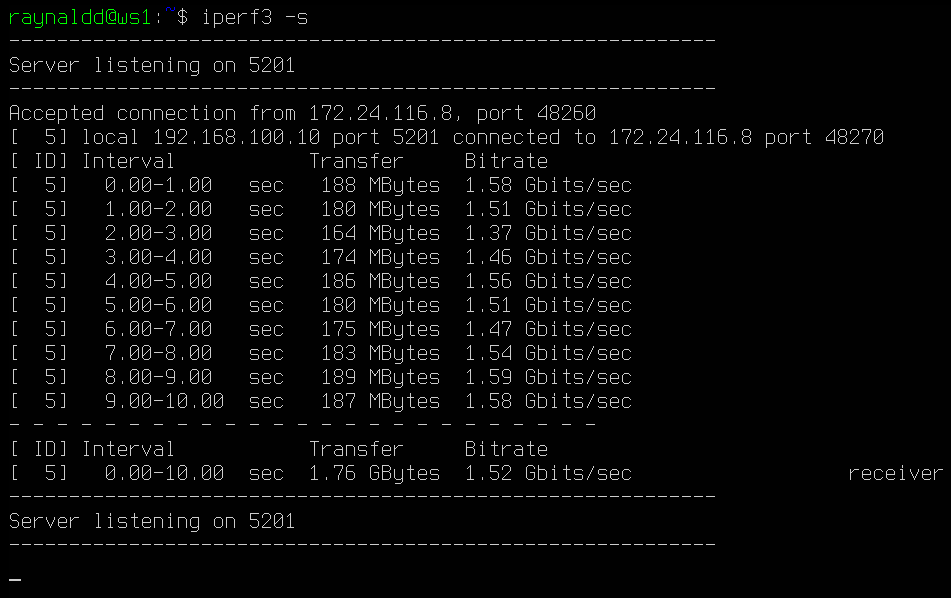 raynaldd@ws1:~$ iperf3 -s
-----------------------------------------------------------
Server listening on 5201
-----------------------------------------------------------
Accepted connection from 172.24.116.8, port 48260
[  5] local 192.168.100.10 port 5201 connected to 172.24.116.8 port 48270
[ ID] Interval           Transfer     Bitrate
[  5]   0.00-1.00   sec   188 MBytes  1.58 Gbits/sec
[  5]   1.00-2.00   sec   180 MBytes  1.51 Gbits/sec
[  5]   2.00-3.00   sec   164 MBytes  1.37 Gbits/sec
[  5]   3.00-4.00   sec   174 MBytes  1.46 Gbits/sec
[  5]   4.00-5.00   sec   186 MBytes  1.56 Gbits/sec
[  5]   5.00-6.00   sec   180 MBytes  1.51 Gbits/sec
[  5]   6.00-7.00   sec   175 MBytes  1.47 Gbits/sec
[  5]   7.00-8.00   sec   183 MBytes  1.54 Gbits/sec
[  5]   8.00-9.00   sec   189 MBytes  1.59 Gbits/sec
[  5]   9.00-10.00  sec   187 MBytes  1.58 Gbits/sec
- - - - - - - - - - - - - - - - - - - - - - - - -
[ ID] Interval           Transfer     Bitrate
[  5]   0.00-10.00  sec  1.76 GBytes  1.52 Gbits/sec                  receiver
-----------------------------------------------------------
Server listening on 5201
-----------------------------------------------------------
_